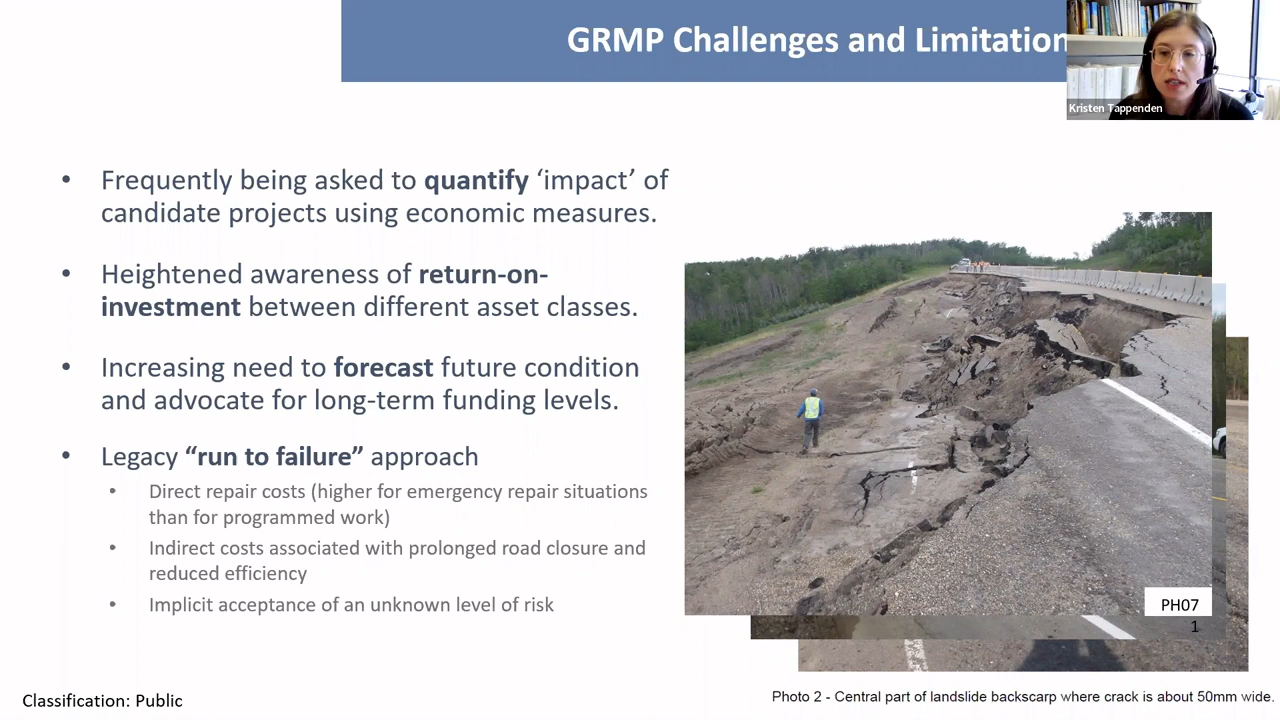 GRMP Challenges and Limitation
Kristen Tappenden
• Frequently being asked to quantify ‘impact’ of
candidate projects using economic measures.
• Heightened awareness of return-on-
investment between different asset classes.
• Increasing need to forecast future condition
and advocate for long-term funding levels.
• Legacy “run to failure” approach
• Direct repair costs (higher for emergency repair situations
than for programmed work)
• Indirect costs associated with prolonged road closure and
reduced efficiency
• Implicit acceptance of an unknown level of risk
PH07
1
Classification: Public
Photo 2 - Central part of landslide backscarp where crack is about 50mm wide.